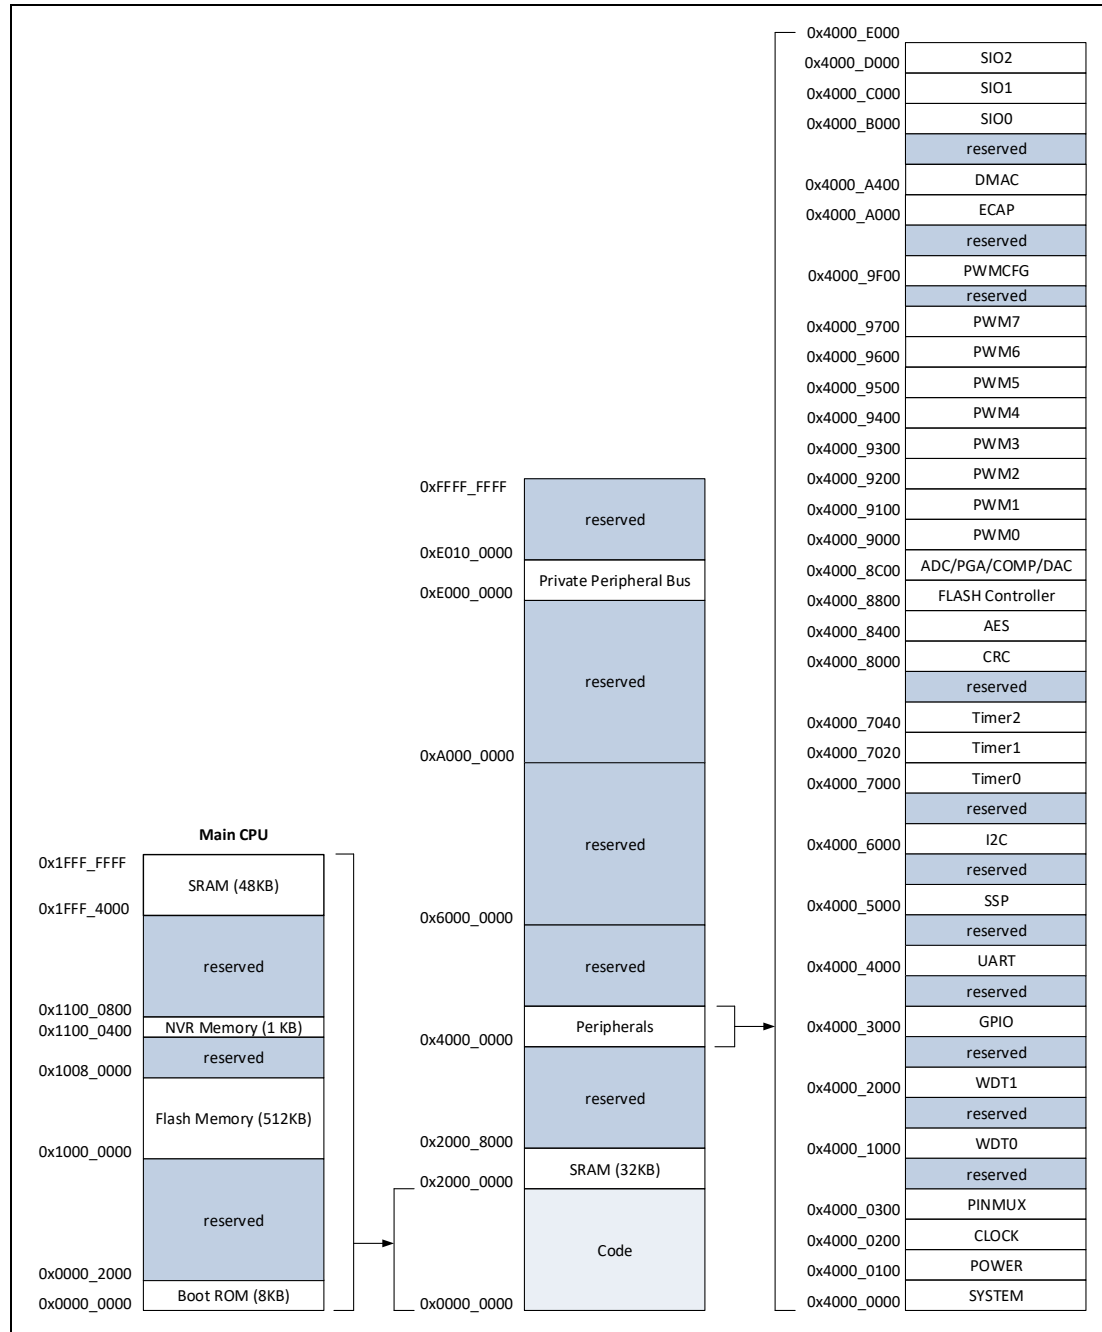 Main CPU
0x1FFF_FFFF
SRAM (48KB)
0x1FFF_4000
reserved
0x1100_0800
NVR Memory (1 KB)
0x1100_0400
reserved
0x1008_0000
Flash Memory (512KB)
0x1000_0000
reserved
0x0000_2000
Boot ROM (8KB)
0x0000_0000
0xFFFF_FFFF
reserved
0xE010_0000
Private Peripheral Bus
0xE000_0000
reserved
0xA000_0000
reserved
0x6000_0000
reserved
Peripherals
0x4000_0000
reserved
0x2000_8000
SRAM (32KB)
0x2000_0000
Code
0x0000_0000
0x4000_E000
SIO2
0x4000_D000
SIO1
0x4000_C000
SIO0
0x4000_B000
reserved
DMAC
0x4000_A400
ECAP
0x4000_A000
reserved
PWMCFG
0x4000_9F00
reserved
PWM7
0x4000_9700
PWM6
0x4000_9600
PWM5
0x4000_9500
PWM4
0x4000_9400
PWM3
0x4000_9300
PWM2
0x4000_9200
PWM1
0x4000_9100
PWM0
0x4000_9000
ADC/PGA/COMP/DAC
0x4000_8C00
FLASH Controller
0x4000_8800
AES
0x4000_8400
CRC
0x4000_8000
reserved
Timer2
0x4000_7040
Timer1
0x4000_7020
Timer0
0x4000_7000
reserved
I2C
0x4000_6000
reserved
SSP
0x4000_5000
reserved
UART
0x4000_4000
reserved
GPIO
0x4000_3000
reserved
WDT1
0x4000_2000
reserved
WDT0
0x4000_1000
reserved
PINMUX
0x4000_0300
CLOCK
0x4000_0200
POWER
0x4000_0100
SYSTEM
0x4000_0000